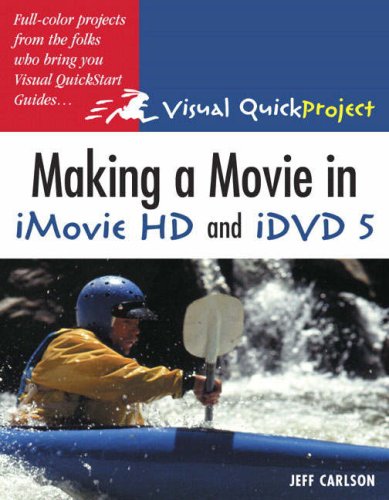 Full-color projects
from the folks
who bring you
Visual QuickStart
Guides…
Visual QuickProject
Making a Movie in
iMovie HD and iDVD 5
JEFF CARLSON